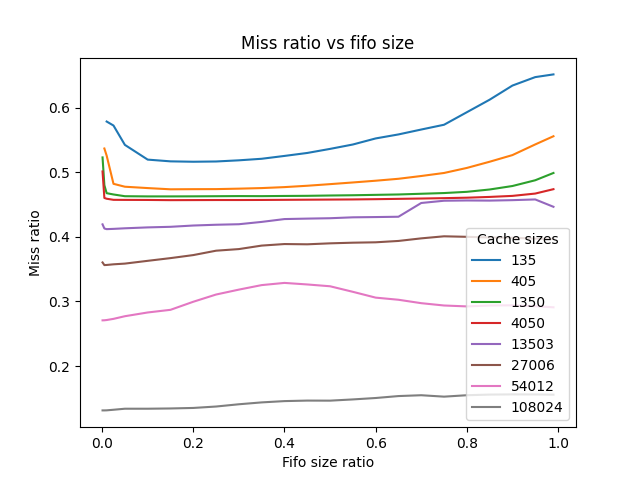 Miss ratio vs fifo size
Miss ratio
0.6
0.5
0.4
0.3
0.2
Cache sizes
135
405
1350
4050
13503
27006
54012
108024
0.0 0.2 0.4 0.6 0.8 1.0
Fifo size ratio